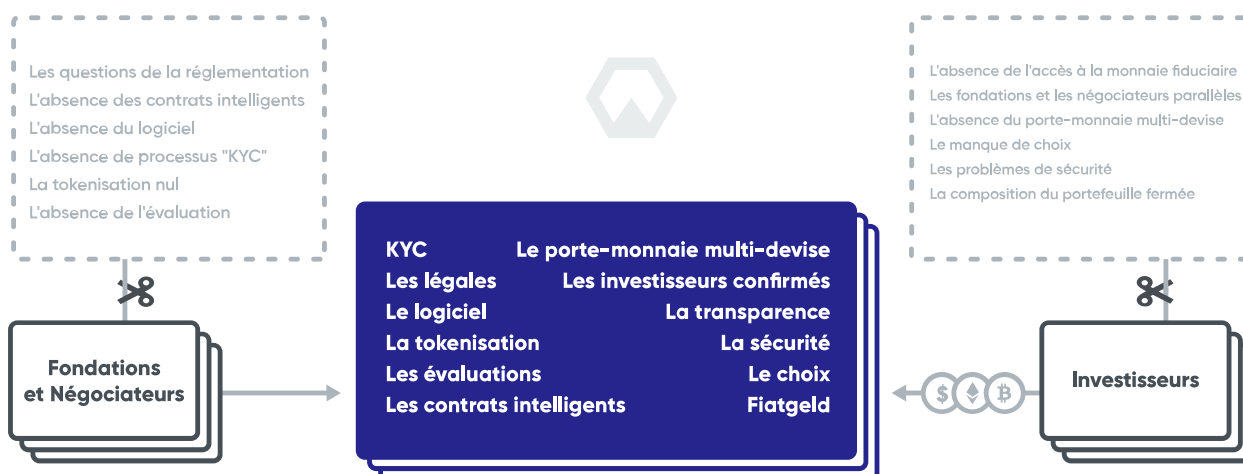 Les questions de la réglementation
L'absence des contrats intelligents
L'absence du logiciel
L'absence de processus "KYC"
La tokenisation nul
L'absence de l'évaluation
Fondations
et Négociateurs
KYC Le porte-monnaie multi-devise
Les légales Les investisseurs confirmés
Le logiciel La transparence
La tokenisation La sécurité
Les évaluations Le choix
Les contrats intelligents Fiatgeld
L'absence de l'accès à la monnaie fiduciaire
Les fondations et les négociateurs parallèles
L'absence du porte-monnaie multi-devise
Le manque de choix
Les problèmes de sécurité
La composition du portefeuille fermée
$
Investisseurs